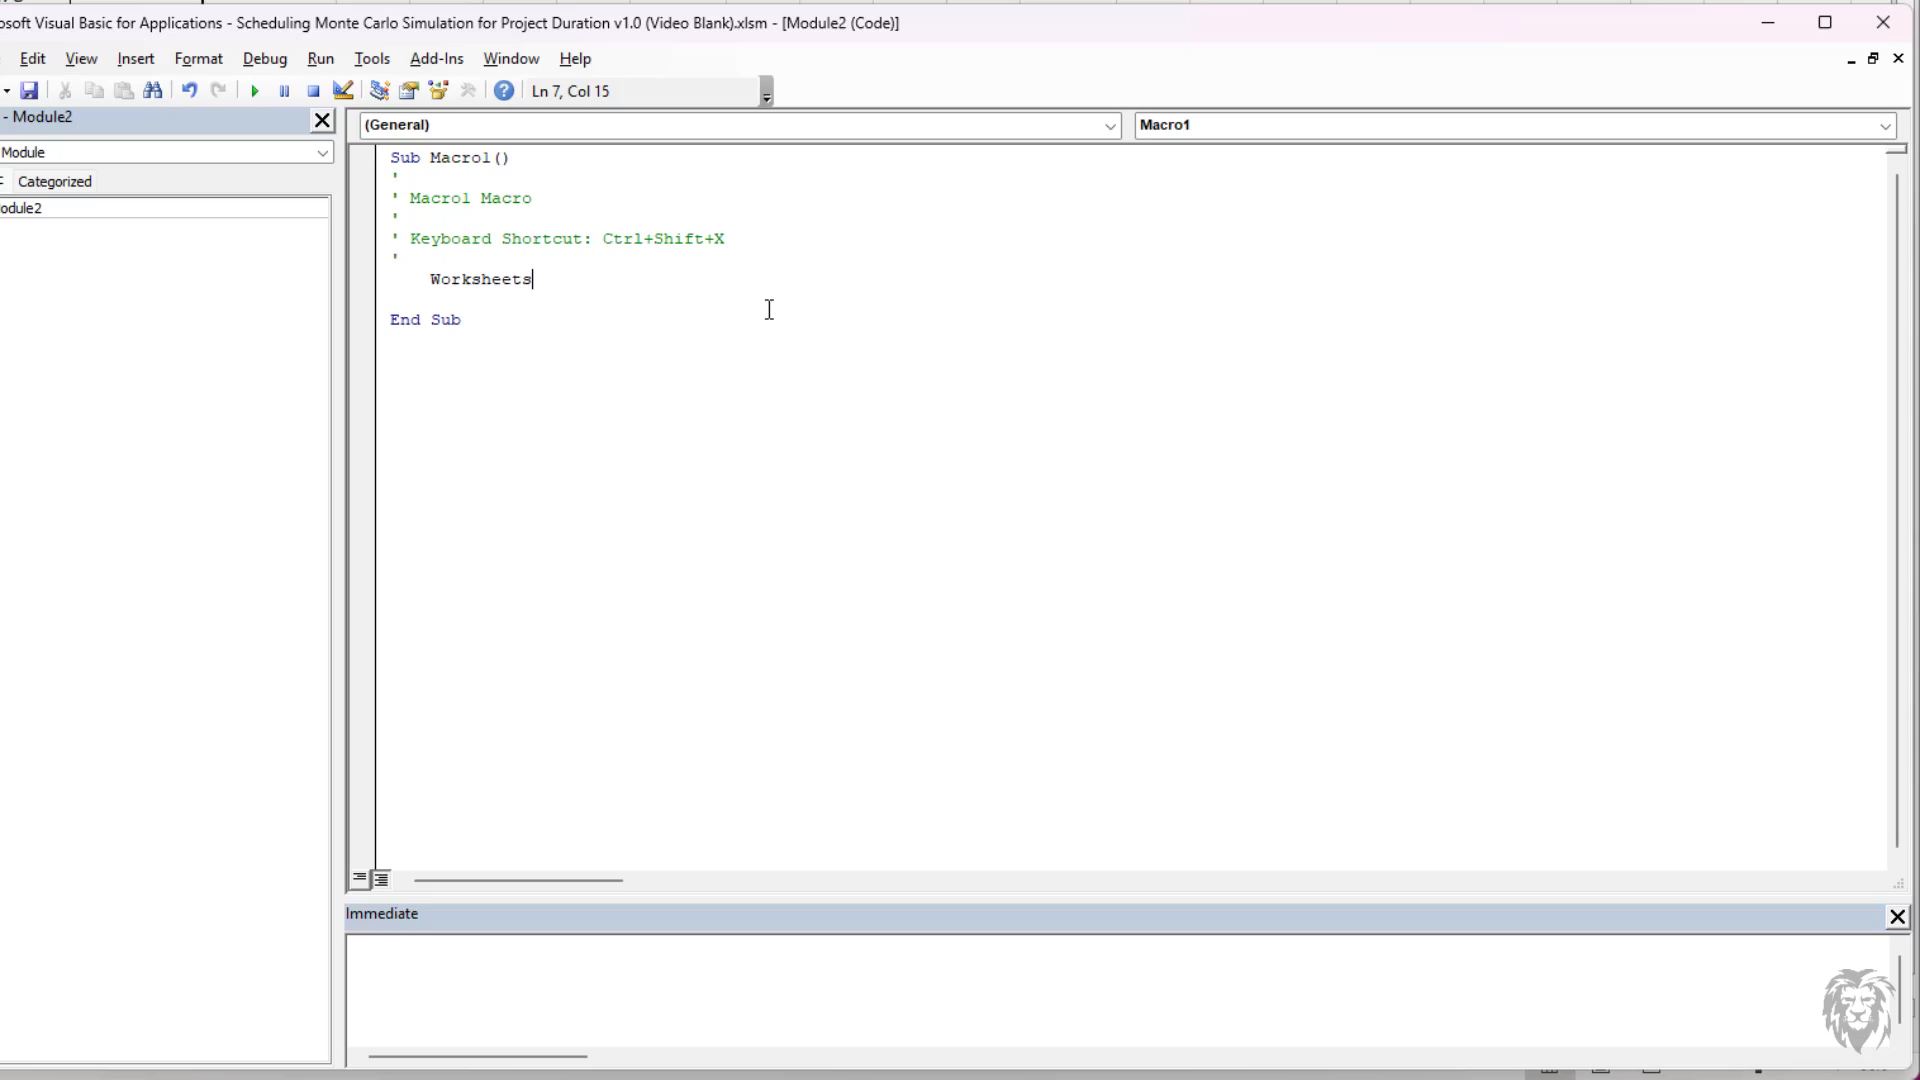 osoft Visual Basic for Applications - Scheduling Monte Carlo Simulation for Project Duration v1.0 (Video Blank).xlsm - [Module2 (Code)]
Edit View Insert Format Debug Run Tools Add-Ins Window Help
Ln 7, Col 15
- Module2
Module
Categorized
odule2
(General)
Macro1
Sub Macro1()
'
' Macro1 Macro
'
' Keyboard Shortcut: Ctrl+Shift+X
'
Worksheets
End Sub
Immediate